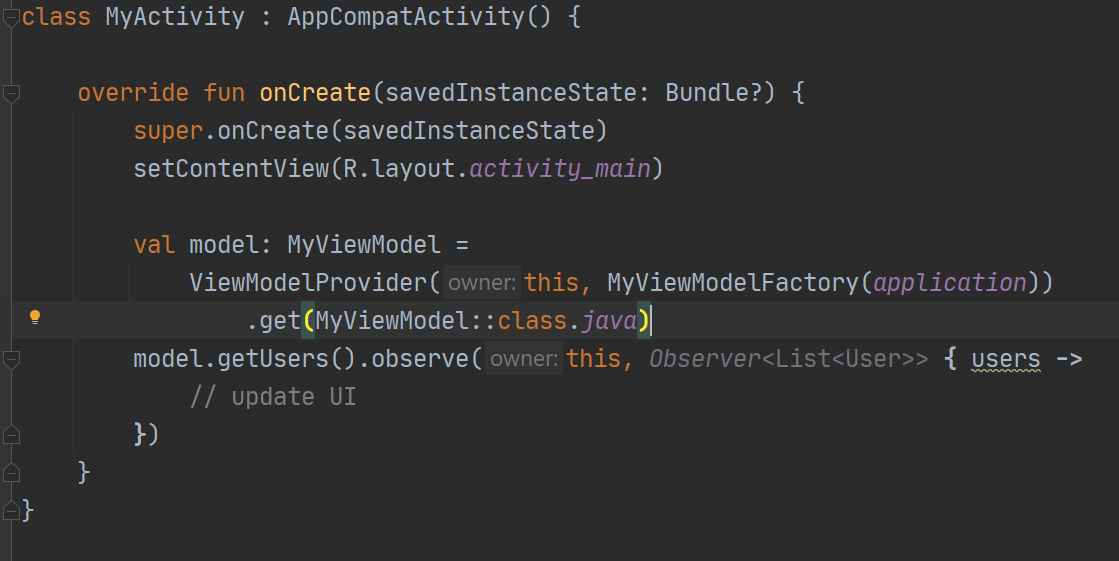 class MyActivity : AppCompatActivity() {
override fun onCreate(savedInstanceState: Bundle?) {
super.onCreate(savedInstanceState)
setContentView(R.layout.activity_main)
val model: MyViewModel =
ViewModelProvider( owner: this, MyViewModelFactory(application))
.get(MyViewModel::class.java)
model.getUsers().observe( owner: this, Observer<List<User>> { users ->
// update UI
})
}
}